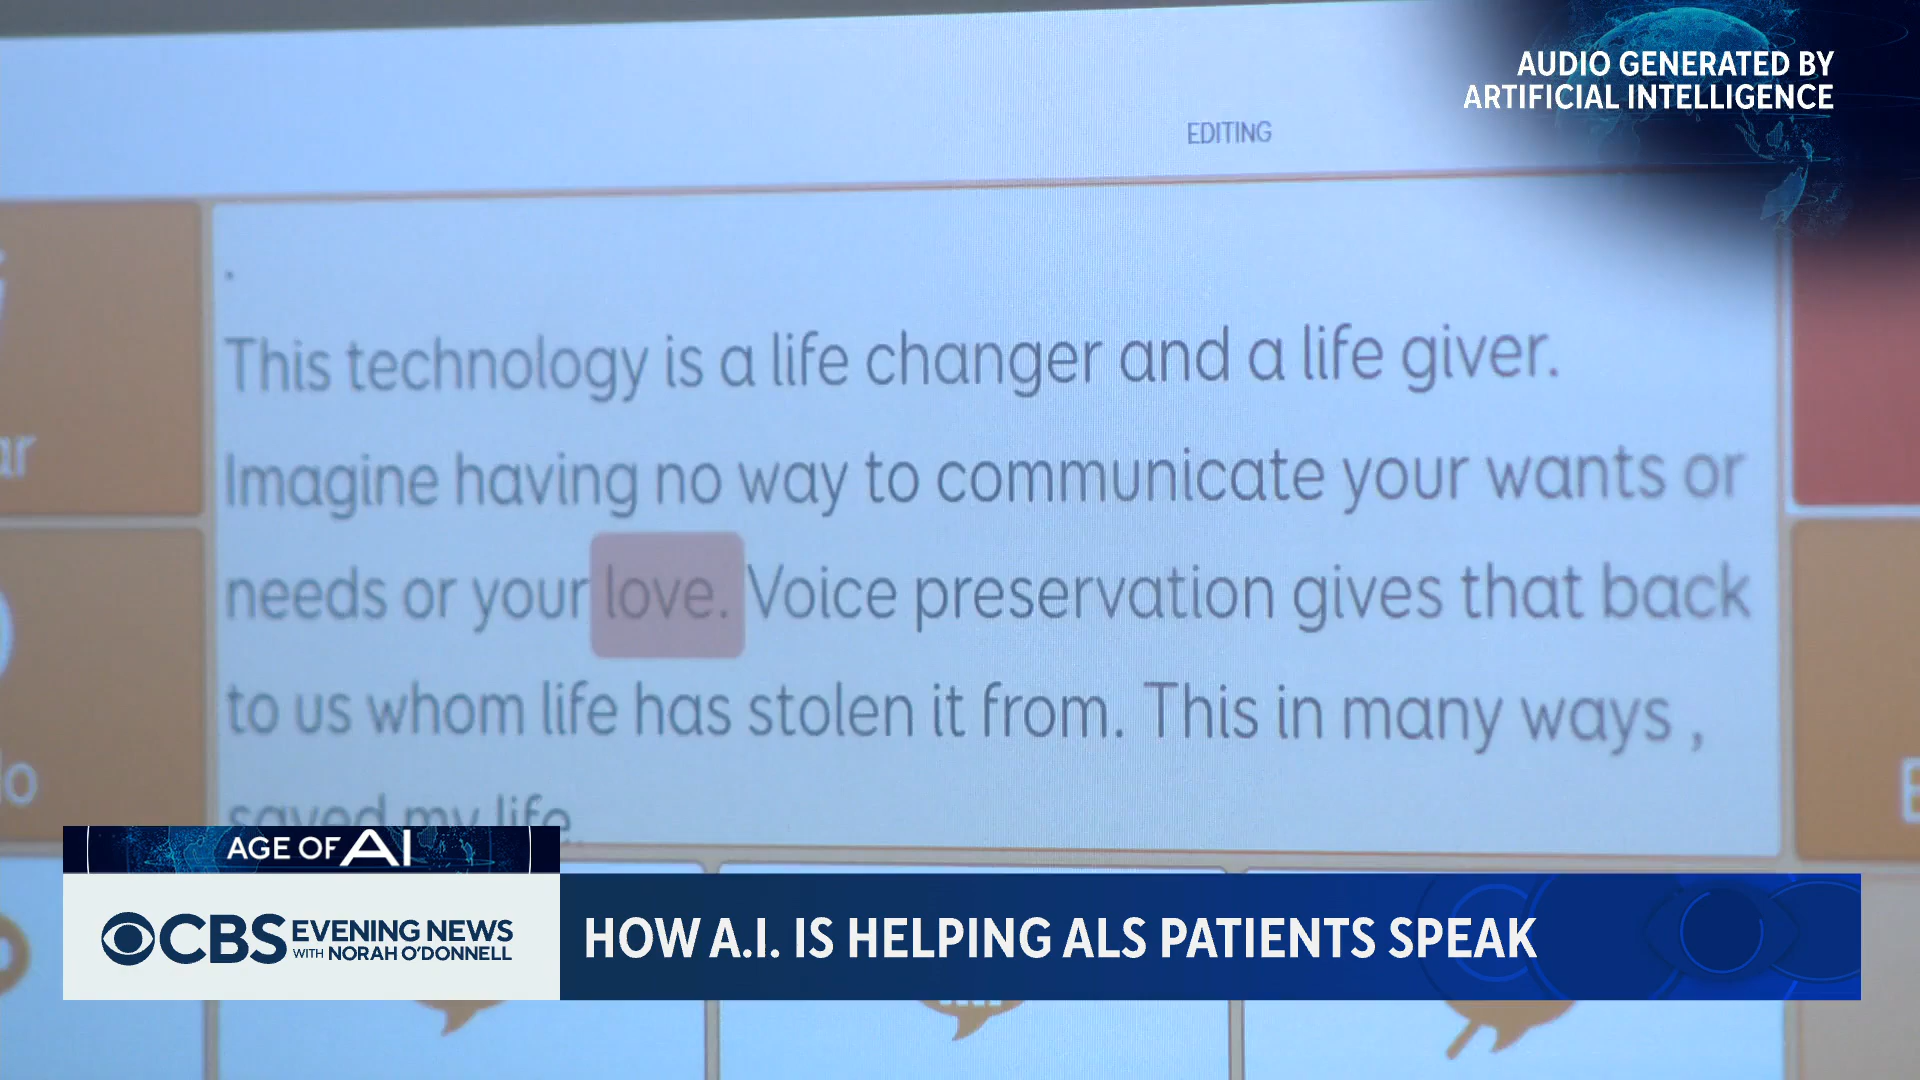 AUDIO GENERATED BY
ARTIFICIAL INTELLIGENCE
EDITING
.
This technology is a life changer and a life giver.
Imagine having no way to communicate your wants or
needs or your love. Voice preservation gives that back
to us whom life has stolen it from. This in many ways ,
saved my life
AGE OF AI
CBS EVENING NEWS
WITH NORAH O'DONNELL
HOW A.I. IS HELPING ALS PATIENTS SPEAK